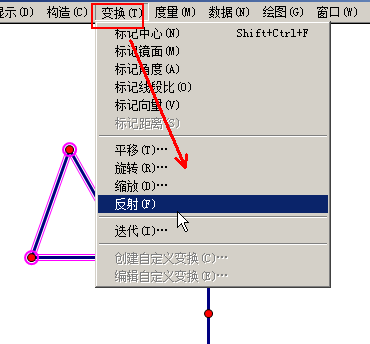 显示(D) 构造(C) 变换(T) 度量(M) 数据(N) 绘图(G) 窗口(W)
标记中心(N) Shift+Ctrl+F
标记镜面(M)
标记角度(A)
标记线段比(O)
标记向量(V)
标记距离(S)
平移(T)…
旋转(R)…
缩放(D)…
反射(F)
迭代(I)…
创建自定义变换(C)…
编辑自定义变换(E)…